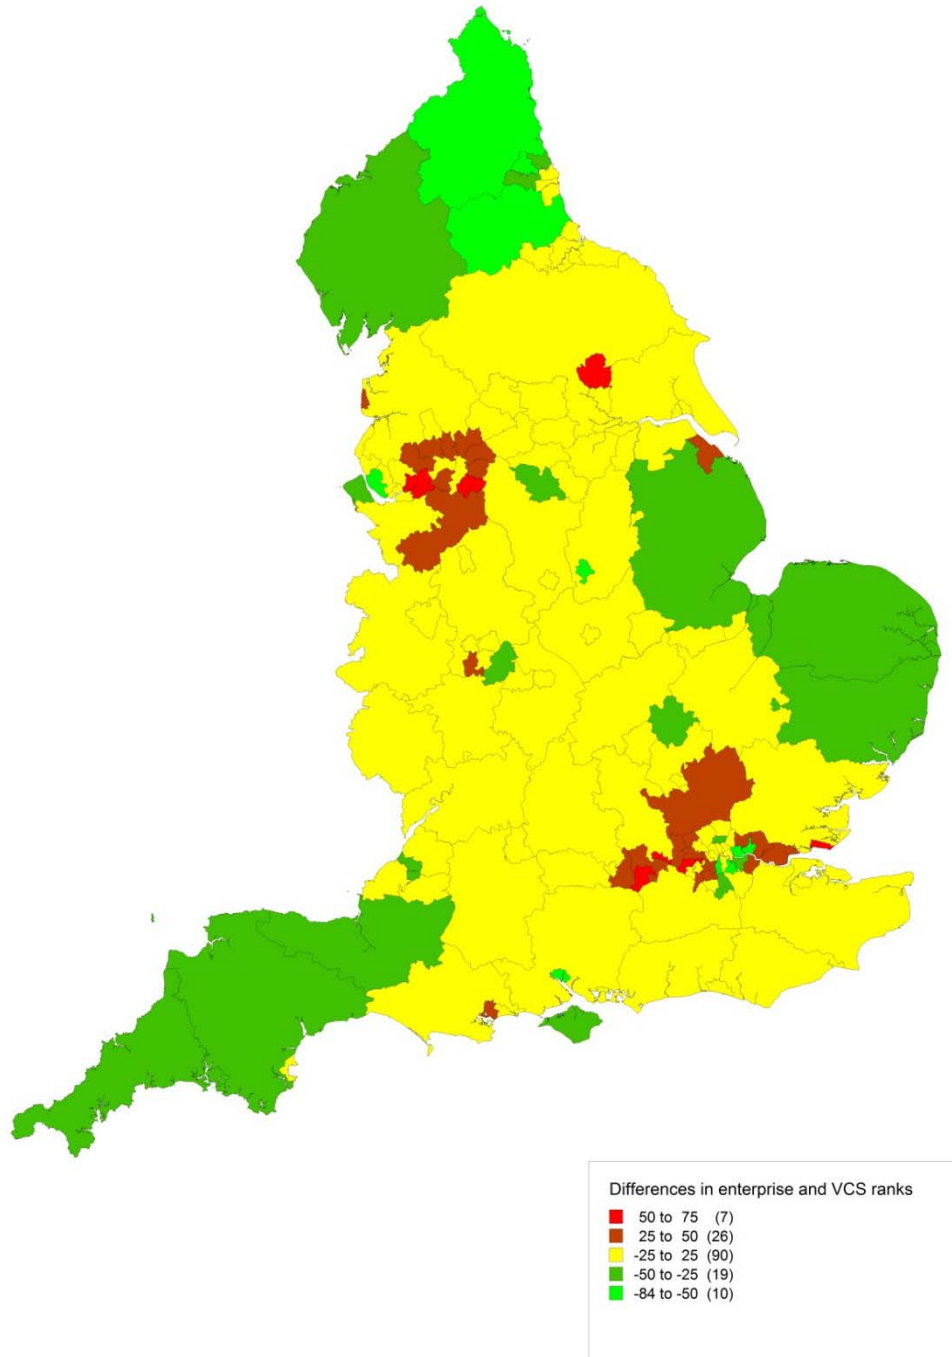 Differences in enterprise and VCS ranks
50 to 75 (7)
25 to 50 (26)
-25 to 25 (90)
-50 to -25 (19)
-84 to -50 (10)